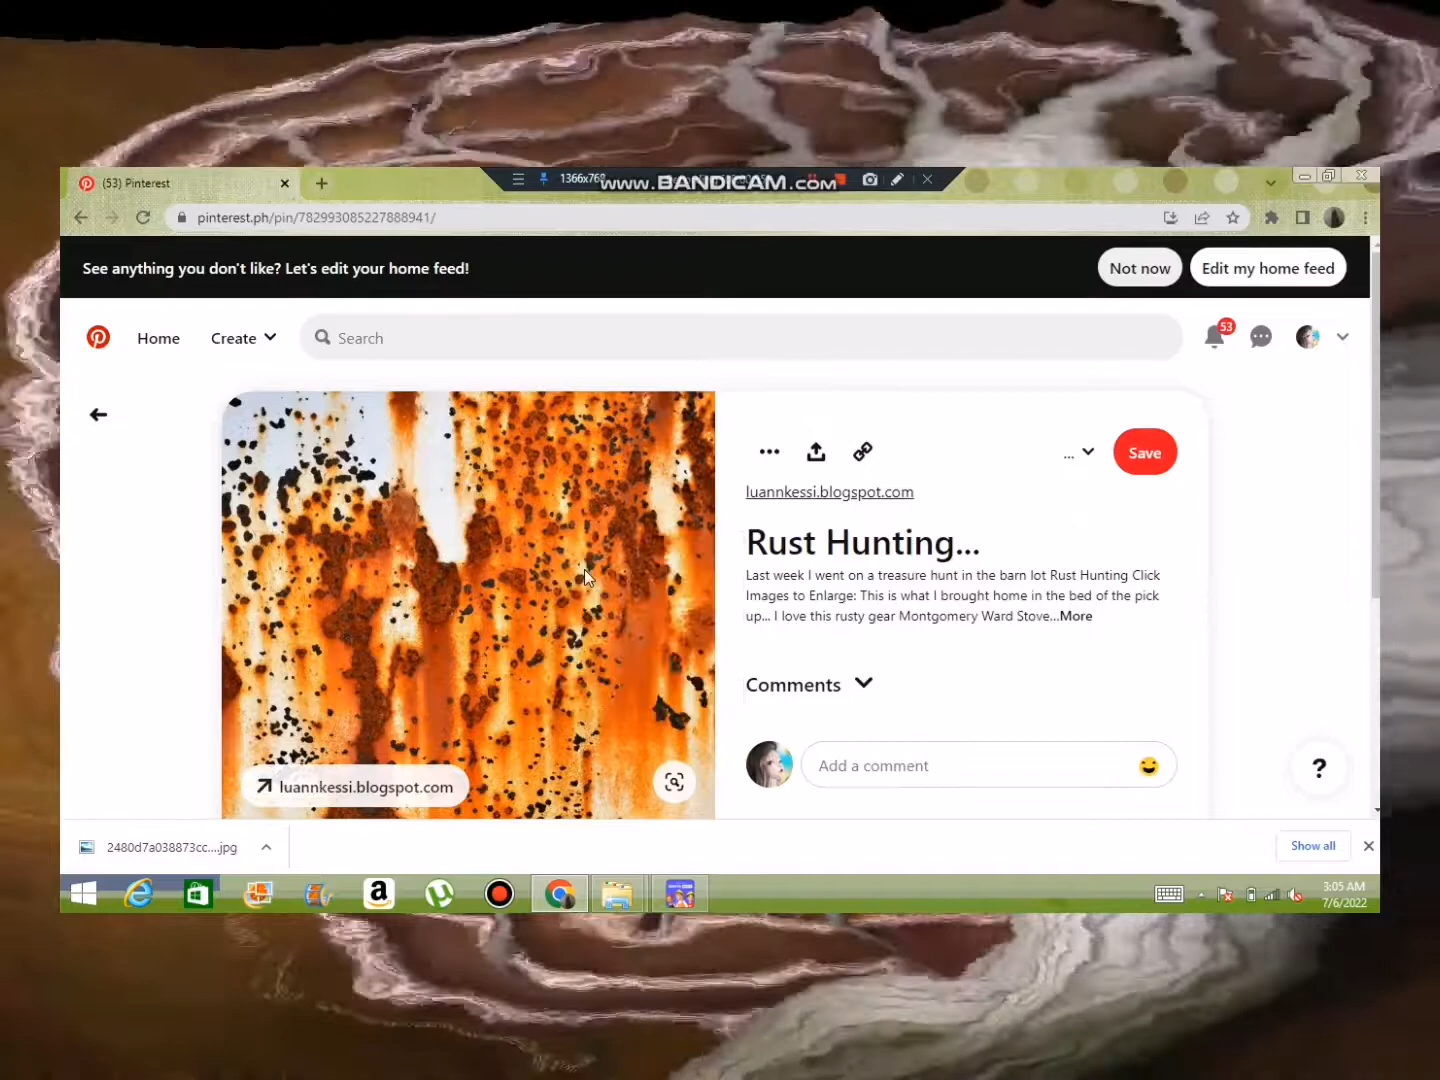 (53) Pinterest
1366x768
www.BANDICAM.com
pinterest.ph/pin/782993085227888941/
See anything you don't like? Let's edit your home feed!
Not now
Edit my home feed
Home
Create
Search
53
...
Save
luannkessi.blogspot.com
Rust Hunting...
Last week I went on a treasure hunt in the barn lot Rust Hunting Click
Images to Enlarge: This is what I brought home in the bed of the pick
up... I love this rusty gear Montgomery Ward Stove...More
Comments
Add a comment
luannkessi.blogspot.com
?
2480d7a038873cc....jpg
Show all
3:05 AM
7/6/2022